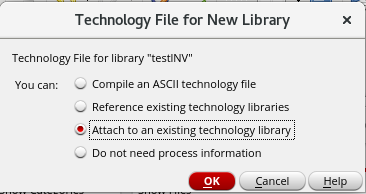 Technology File for New Library
Technology File for library "testINV"
You can:
Compile an ASCII technology file
Reference existing technology libraries
Attach to an existing technology library
Do not need process information
OK Cancel Help